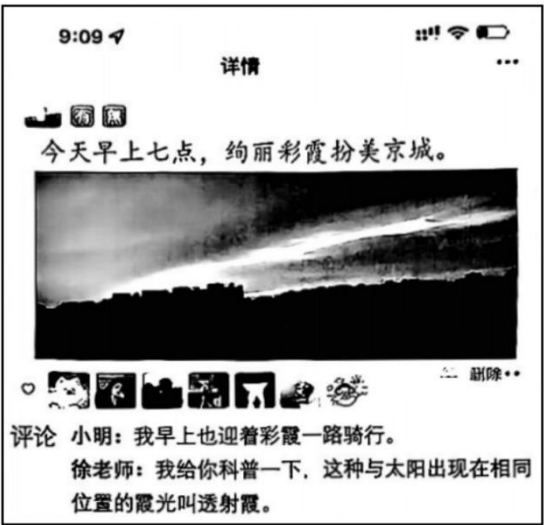 9:09
详情
今天早上七点，绚丽彩霞扮美京城。
删除
评论 小明：我早上也迎着彩霞一路骑行。
徐老师：我给你科普一下，这种与太阳出现在相同
位置的霞光叫透射霞。